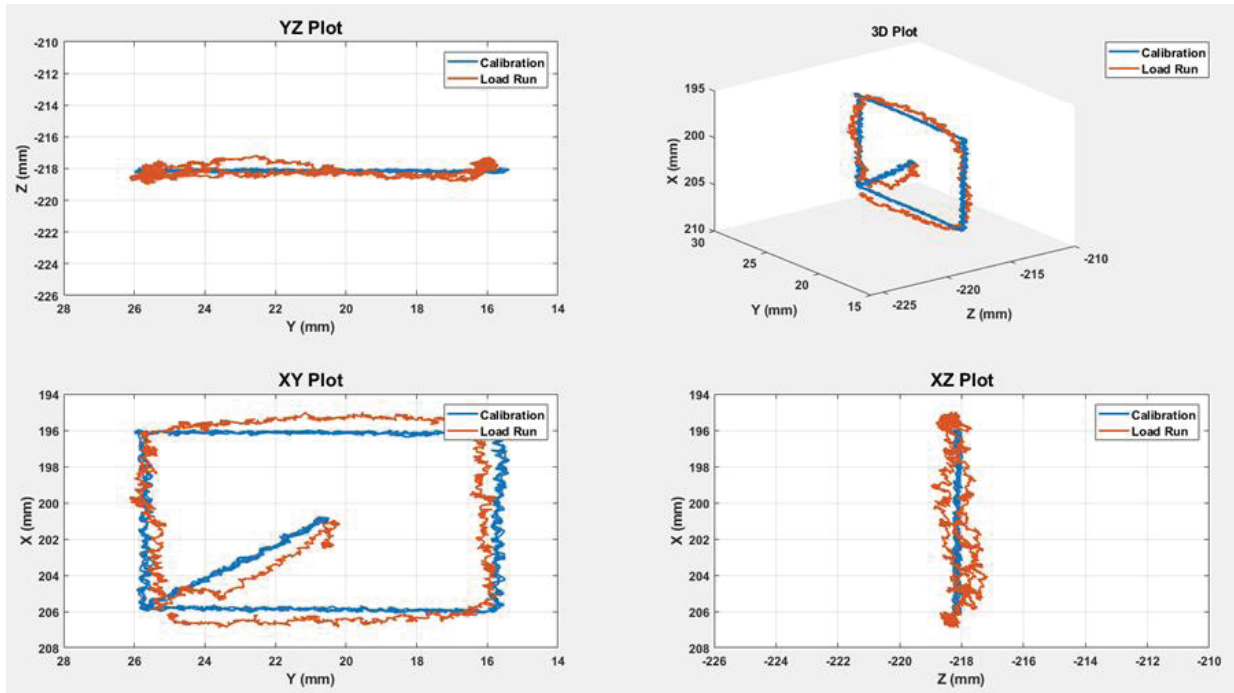 YZ Plot
-210
-212
-214
-216
-218
-220
-222
-224
-226
Z (mm)
28 26 24 22 20 18 16 14
Y (mm)
Calibration
Load Run
3D Plot
195
200
205
210
X (mm)
30
25
20
15
Y (mm)
-225
-220
-215
-210
Z (mm)
Calibration
Load Run
XY Plot
194
196
198
200
202
204
206
208
X (mm)
28 26 24 22 20 18 16 14
Y (mm)
Calibration
Load Run
XZ Plot
194
196
198
200
202
204
206
208
X (mm)
-226 -224 -222 -220 -218 -216 -214 -212 -210
Z (mm)
Calibration
Load Run